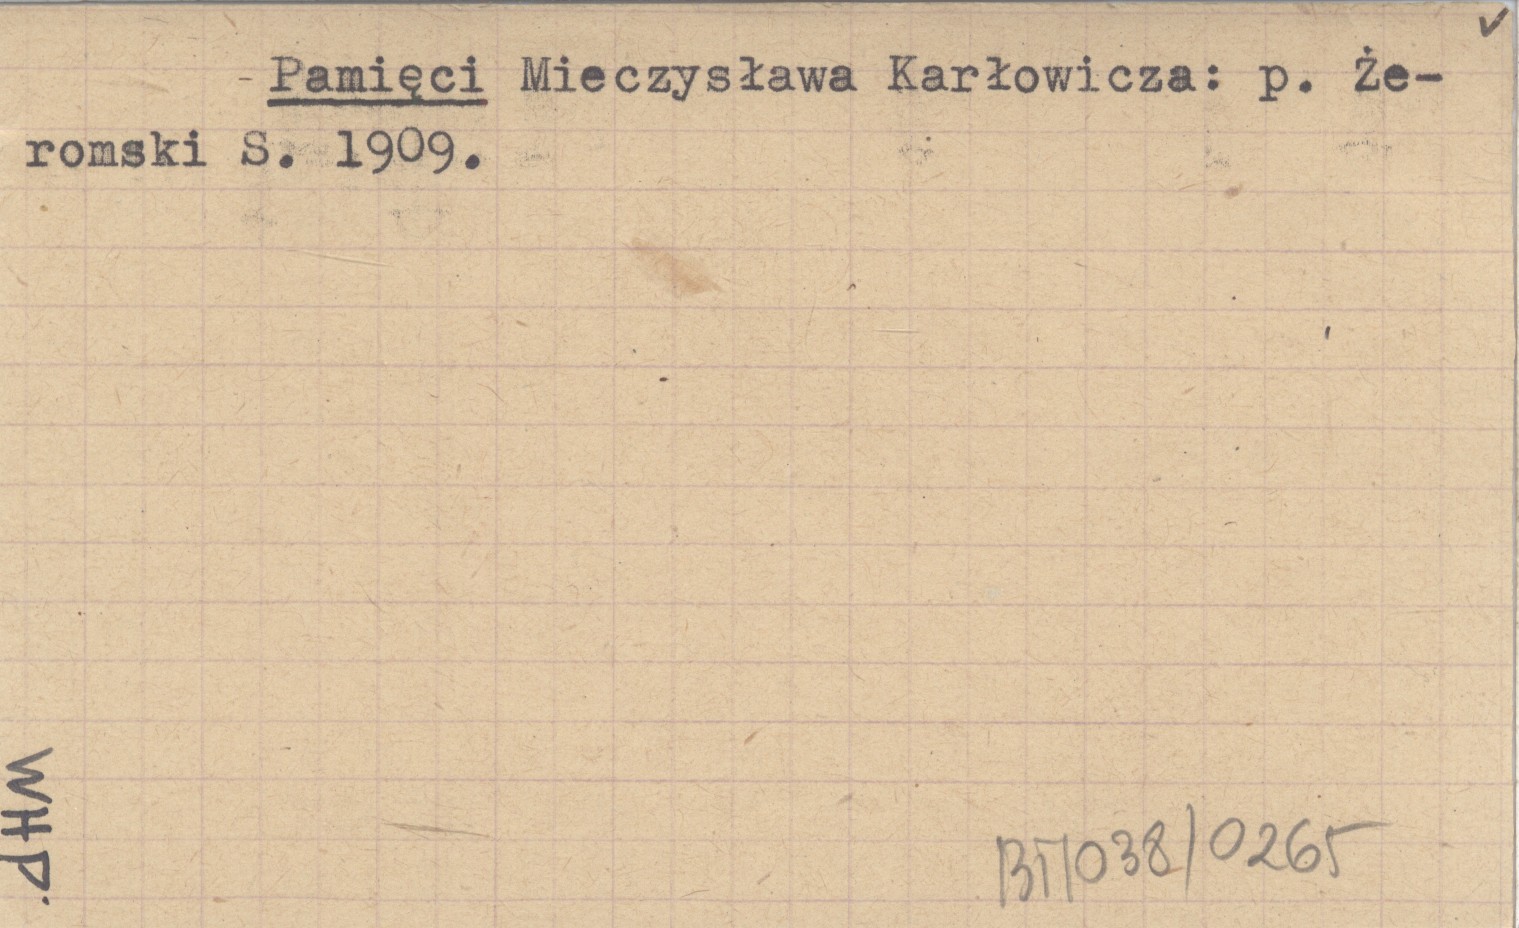 ✓
- Pamięci Mieczysława Karłowicza: p. Że-
romski S. 1909.
WHP.
BT/038/0265